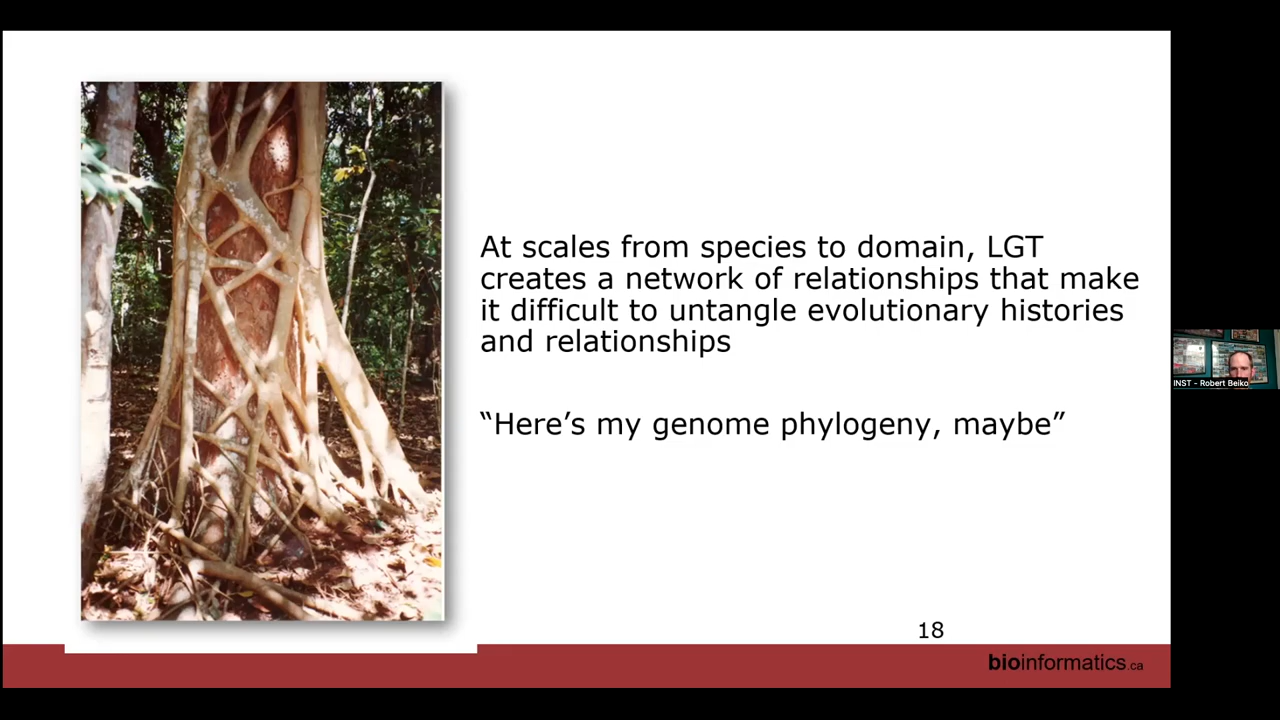 At scales from species to domain, LGT
creates a network of relationships that make
it difficult to untangle evolutionary histories
and relationships
“Here’s my genome phylogeny, maybe”
INST - Robert Beiko
18
bioinformatics.ca